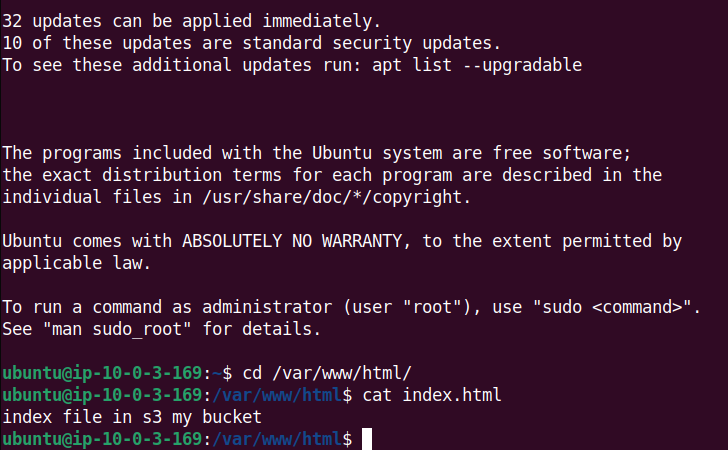 32 updates can be applied immediately.
10 of these updates are standard security updates.
To see these additional updates run: apt list --upgradable
The programs included with the Ubuntu system are free software;
the exact distribution terms for each program are described in the
individual files in /usr/share/doc/*/copyright.
Ubuntu comes with ABSOLUTELY NO WARRANTY, to the extent permitted by
applicable law.
To run a command as administrator (user "root"), use "sudo <command>".
See "man sudo_root" for details.
ubuntu@ip-10-0-3-169:~$ cd /var/www/html/
ubuntu@ip-10-0-3-169:/var/www/html$ cat index.html
index file in s3 my bucket
ubuntu@ip-10-0-3-169:/var/www/html$